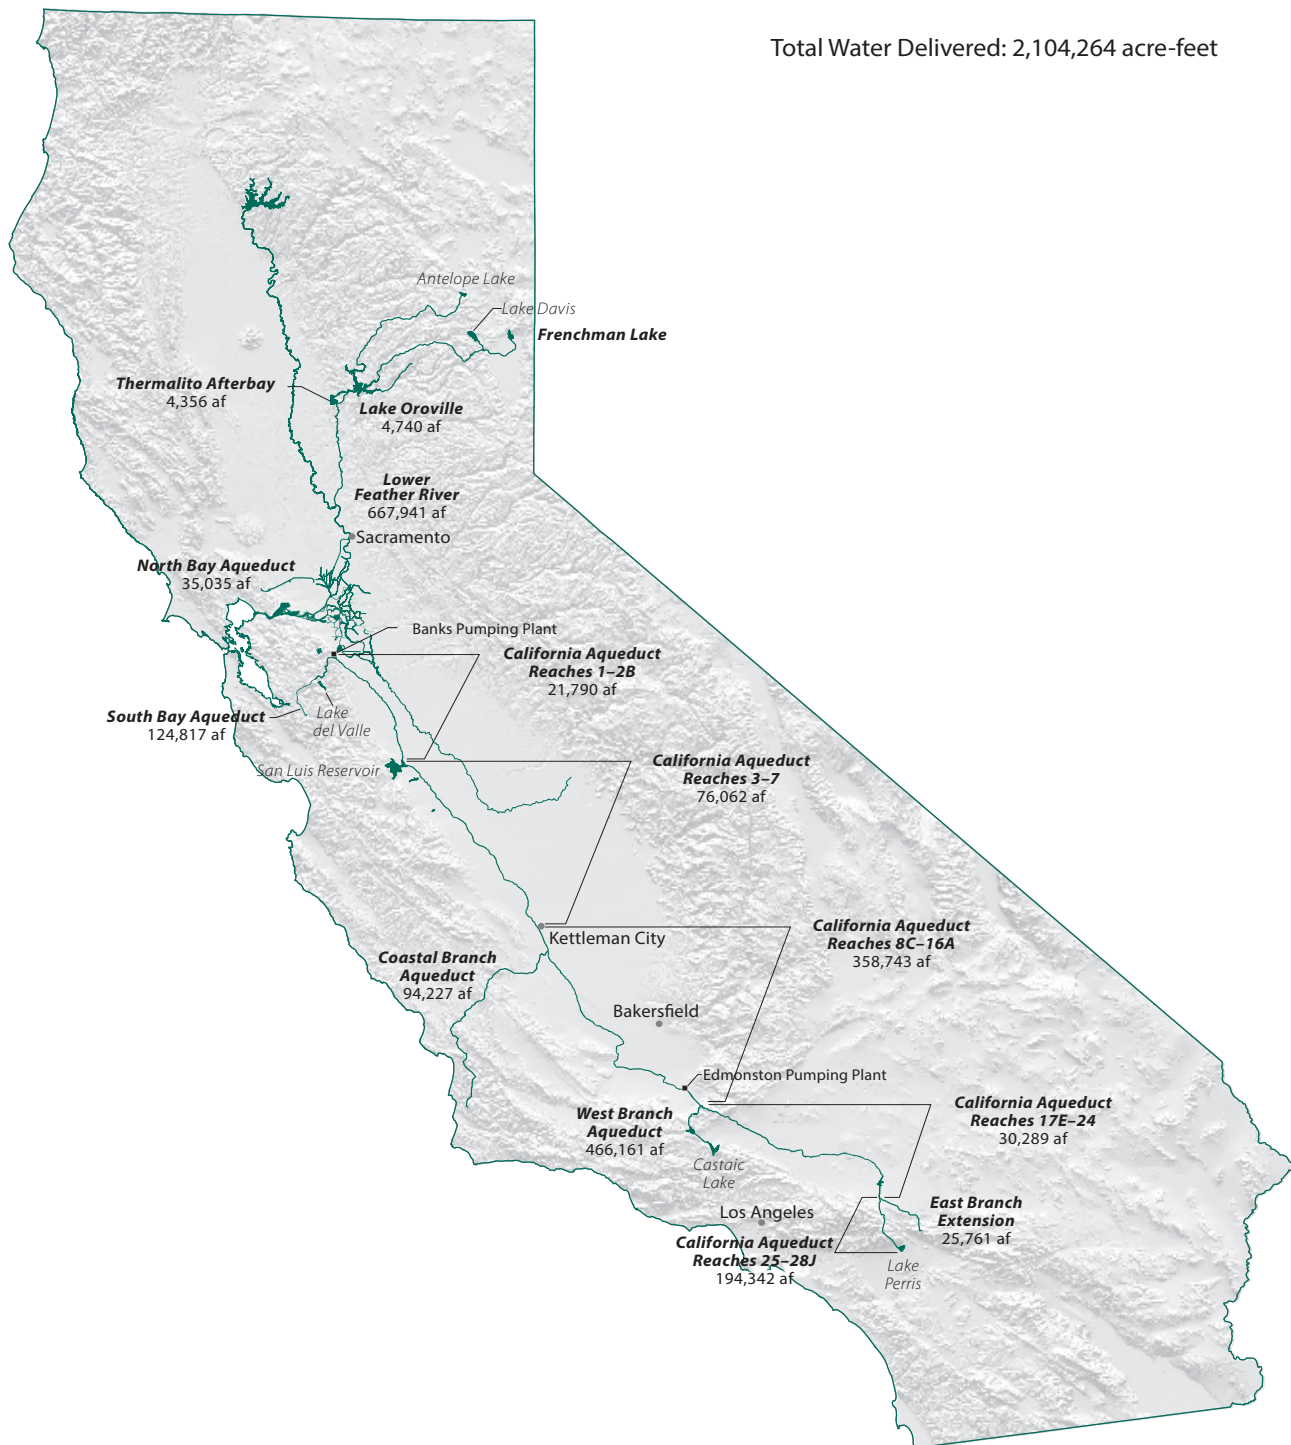 Total Water Delivered: 2,104,264 acre-feet
Antelope Lake
Lake Davis
Frenchman Lake
Thermalito Afterbay
4,356 af
Lake Oroville
4,740 af
Lower
Feather River
667,941 af
Sacramento
North Bay Aqueduct
35,035 af
Banks Pumping Plant
California Aqueduct
Reaches 1–2B
21,790 af
South Bay Aqueduct
124,817 af
Lake
del Valle
San Luis Reservoir
California Aqueduct
Reaches 3–7
76,062 af
Kettleman City
California Aqueduct
Reaches 8C–16A
358,743 af
Coastal Branch
Aqueduct
94,227 af
Bakersfield
Edmonston Pumping Plant
West Branch
Aqueduct
466,161 af
Castaic
Lake
California Aqueduct
Reaches 17E–24
30,289 af
Los Angeles
East Branch
Extension
25,761 af
California Aqueduct
Reaches 25–28J
194,342 af
Lake
Perris